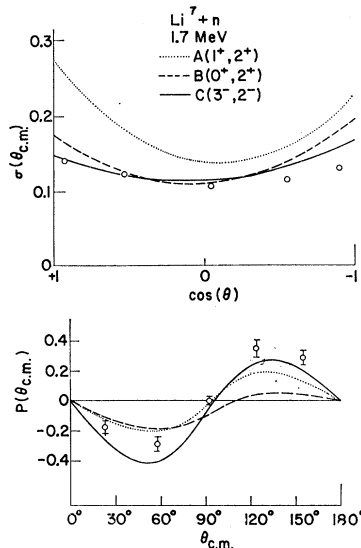 Li⁷ + n
1.7 MeV
A(1⁺, 2⁺)
B(0⁺, 2⁺)
C(3⁻, 2⁻)
σ(θc.m.)
0.3
0.2
0.1
0
+1
0
-1
cos(θ)
P(θc.m.)
0.4
0.2
0
-0.2
-0.4
0°
30°
60°
90°
120°
150°
180°
θc.m.